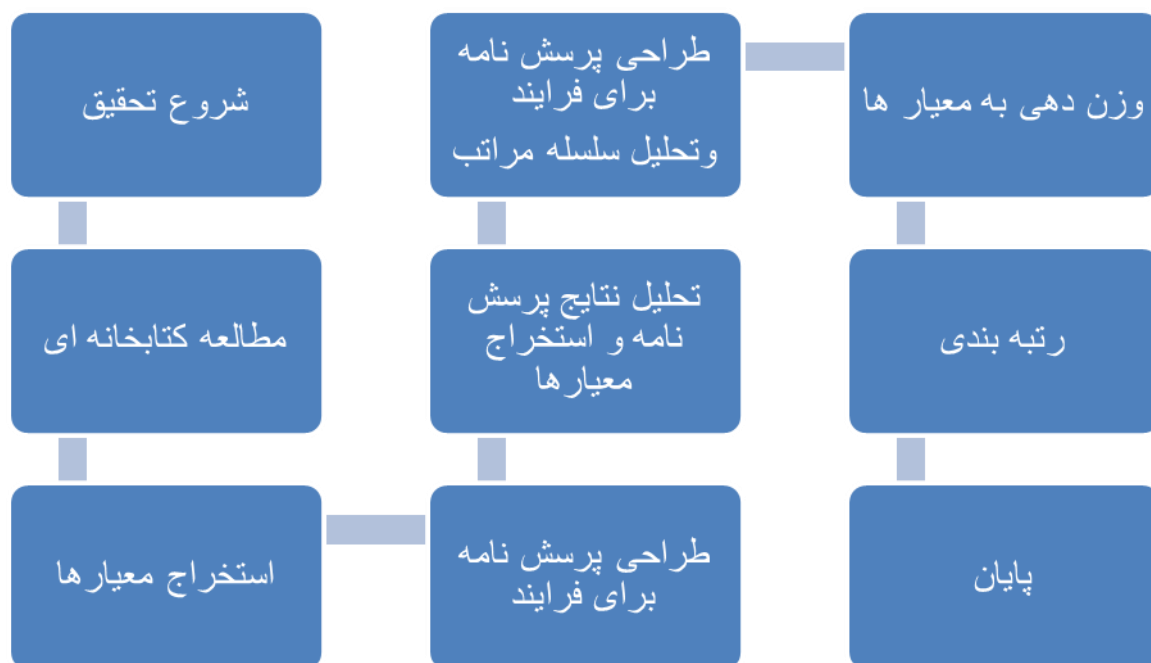 شروع تحقیق
مطالعه کتابخانه ای
استخراج معیارها
طراحی پرسش نامه
برای فرایند
تحلیل نتایج پرسش
نامه و استخراج
معیارها
طراحی پرسش نامه
برای فرایند
وتحلیل سلسله مراتب
وزن دهی به معیار ها
رتبه بندی
پایان